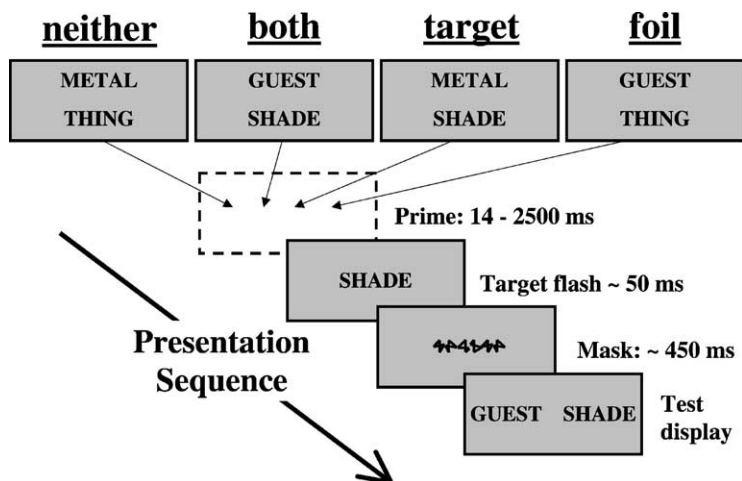 neither both target foil
METAL GUEST METAL GUEST
THING SHADE SHADE THING
Prime: 14 - 2500 ms
SHADE
Target flash ~ 50 ms
Presentation
Sequence
Mask: ~ 450 ms
GUEST SHADE
Test
display